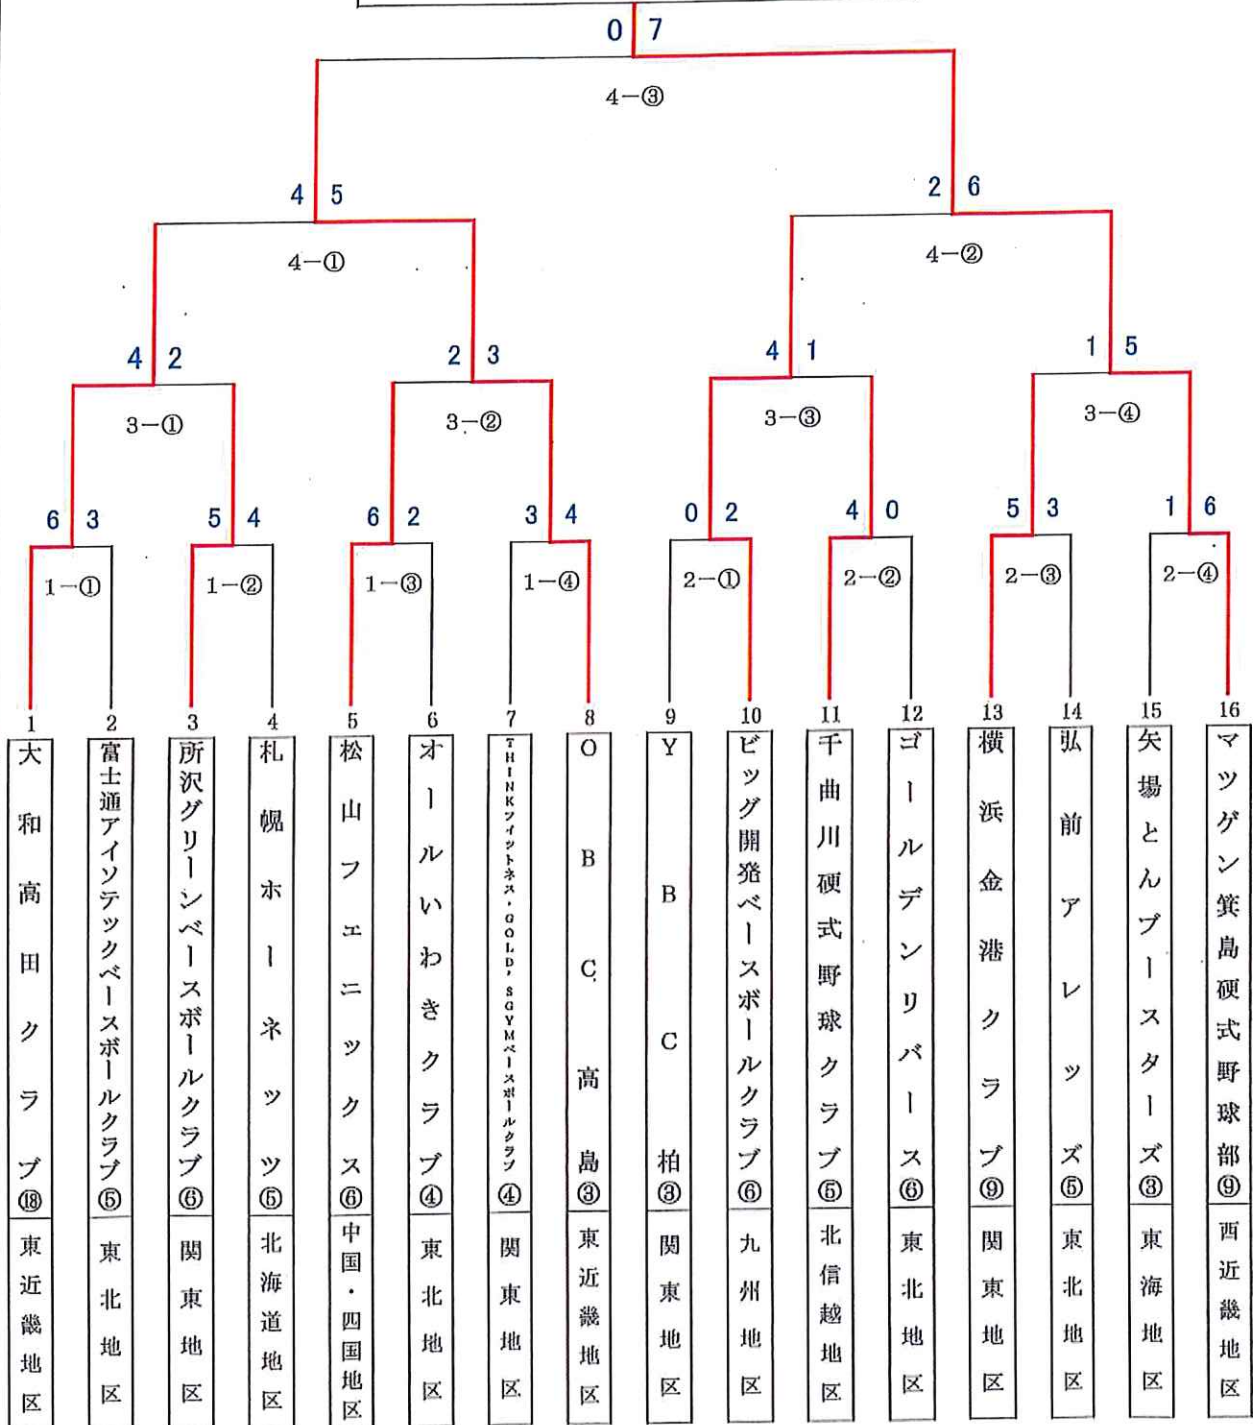 0 7
4－③
4 5
2 6
4－①
4－②
4 2
2 3
4 1
1 5
3－①
3－②
3－③
3－④
6 3
5 4
6 2
3 4
0 2
4 0
5 3
1 6
1－①
1－②
1－③
1－④
2－①
2－②
2－③
2－④
1
大和高田クラブ⑱
東近畿地区
2
富士通アイソテックベースボールクラブ⑤
東北地区
3
所沢グリーンベースボールクラブ⑥
関東地区
4
札幌ホーネッツ⑤
北海道地区
5
松山フェニックス⑥
中国・四国地区
6
オールいわきクラブ④
東北地区
7
THINKフィットネス・GOLD'SGYMベースボールクラブ④
関東地区
8
OBC高島③
東近畿地区
9
YBC柏③
関東地区
10
ビッグ開発ベースボールクラブ⑥
九州地区
11
千曲川硬式野球クラブ⑤
北信越地区
12
ゴールデンリバース⑥
東北地区
13
横浜金港クラブ⑨
関東地区
14
弘前アレッズ⑤
東北地区
15
矢場とんブースターズ③
東海地区
16
マツゲン箕島硬式野球部⑨
西近畿地区